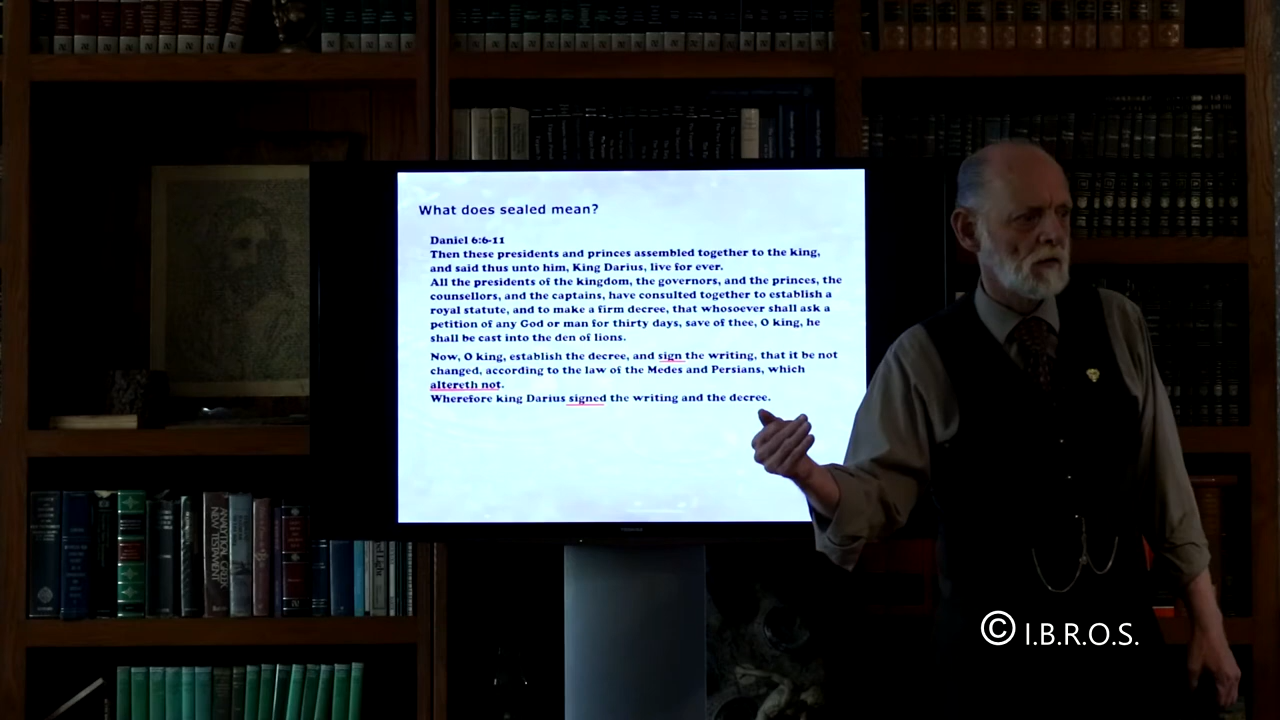 What does sealed mean?
Daniel 6:6-11
Then these presidents and princes assembled together to the king,
and said thus unto him, King Darius, live for ever.
All the presidents of the kingdom, the governors, and the princes, the
counsellors, and the captains, have consulted together to establish a
royal statute, and to make a firm decree, that whosoever shall ask a
petition of any God or man for thirty days, save of thee, O king, he
shall be cast into the den of lions.
Now, O king, establish the decree, and sign the writing, that it be not
changed, according to the law of the Medes and Persians, which
altereth not.
Wherefore king Darius signed the writing and the decree.
TOSHIBA
ANALYTICAL GREEK
NEW TESTAMENT
© I.B.R.O.S.